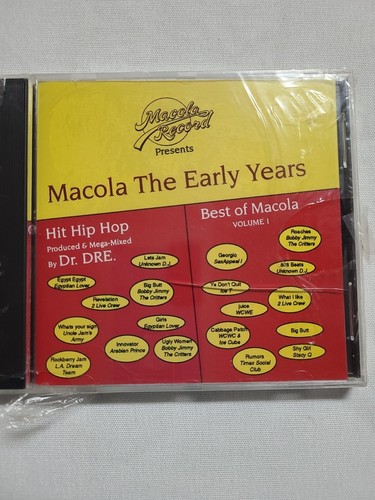 Macola
Record
Presents
Macola The Early Years
Hit Hip Hop
Produced & Mega-Mixed
By Dr. DRE.
Lets Jam
Unknown D.J.
Egypt Egypt
Egyptian Lover
Big Butt
Bobby Jimmy
The Critters
Revelation
2 Live Crew
Girls
Egyptian Lover
Whats your sign
Uncle Jam's
Army
Innovator
Arabian Prince
Ugly Women
Bobby Jimmy
The Critters
Rockberry Jam
L.A. Dream
Team
Best of Macola
VOLUME I
Roaches
Bobby Jimmy
The Critters
Georgio
SexAppeal I
808 Beats
Unknown D.J.
Ya Don't Quit
Ice T
What I like
2 Live Crew
juice
WCWE
Cabbage Patch
WCWC &
Ice Cube
Big Butt
Shy Girl
Stacy Q
Rumors
Timex Social
Club